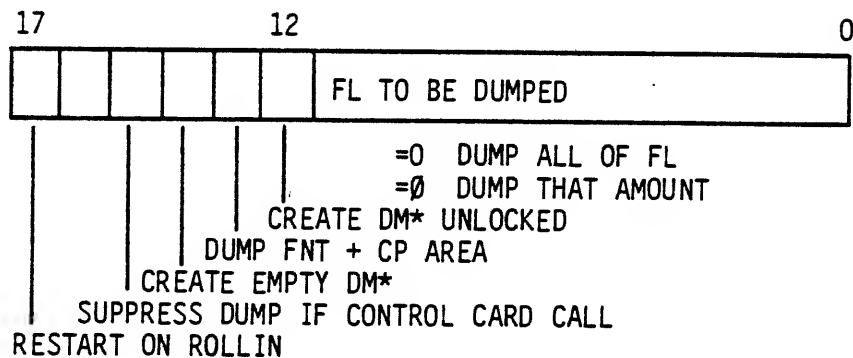 17 12 0
FL TO BE DUMPED
=0 DUMP ALL OF FL
=Ø DUMP THAT AMOUNT
CREATE DM* UNLOCKED
DUMP FNT + CP AREA
CREATE EMPTY DM*
SUPPRESS DUMP IF CONTROL CARD CALL
RESTART ON ROLLIN